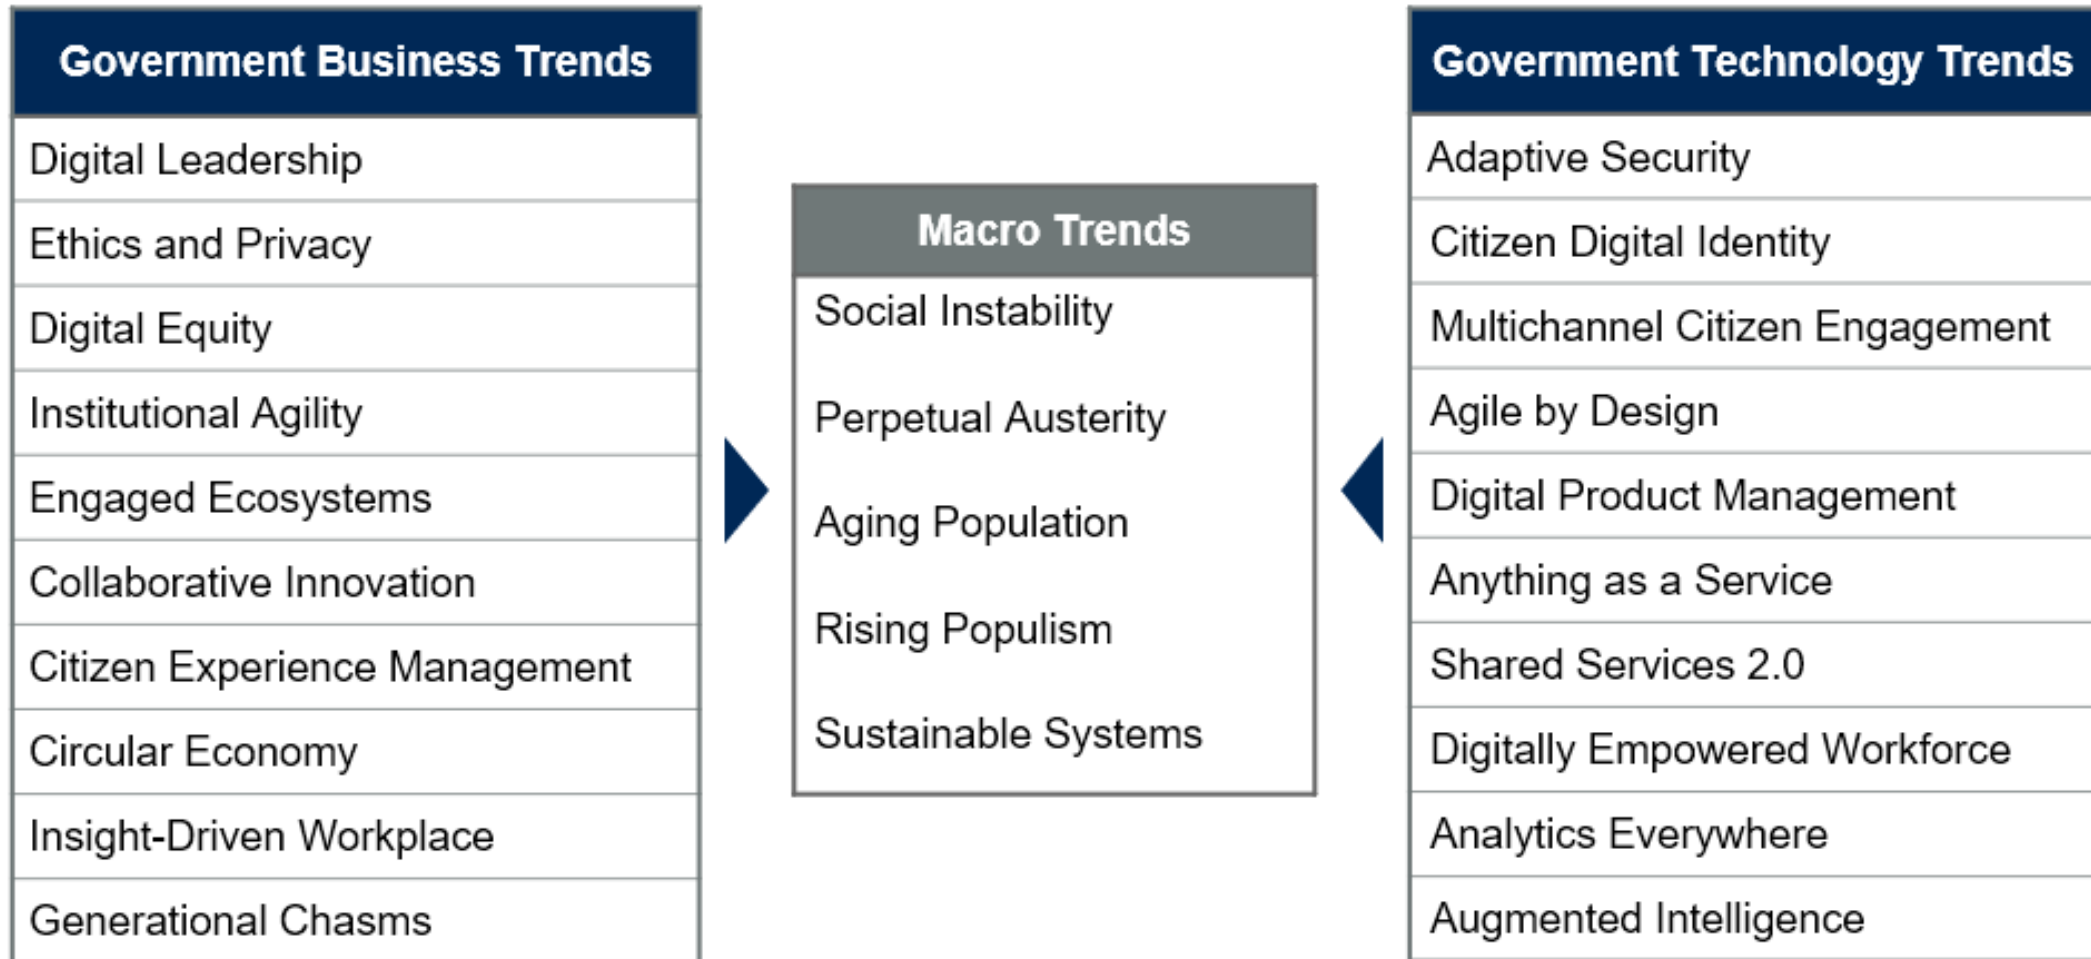 Government Business Trends
Digital Leadership
Ethics and Privacy
Digital Equity
Institutional Agility
Engaged Ecosystems
Collaborative Innovation
Citizen Experience Management
Circular Economy
Insight-Driven Workplace
Generational Chasms
Macro Trends
Social Instability
Perpetual Austerity
Aging Population
Rising Populism
Sustainable Systems
Government Technology Trends
Adaptive Security
Citizen Digital Identity
Multichannel Citizen Engagement
Agile by Design
Digital Product Management
Anything as a Service
Shared Services 2.0
Digitally Empowered Workforce
Analytics Everywhere
Augmented Intelligence